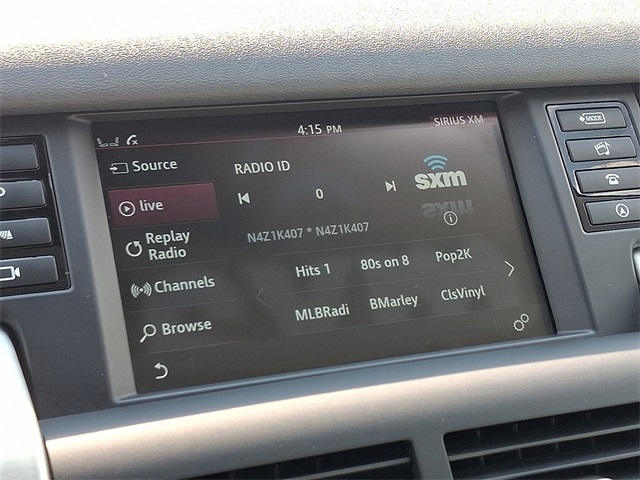 4:15 PM
SIRIUS XM
Source
RADIO ID
live
0
sxm
Replay
Radio
N4Z1K407 * N4Z1K407
Channels
Hits 1
80s on 8
Pop2K
Browse
MLBRadi
BMarley
ClsVinyl
MODE